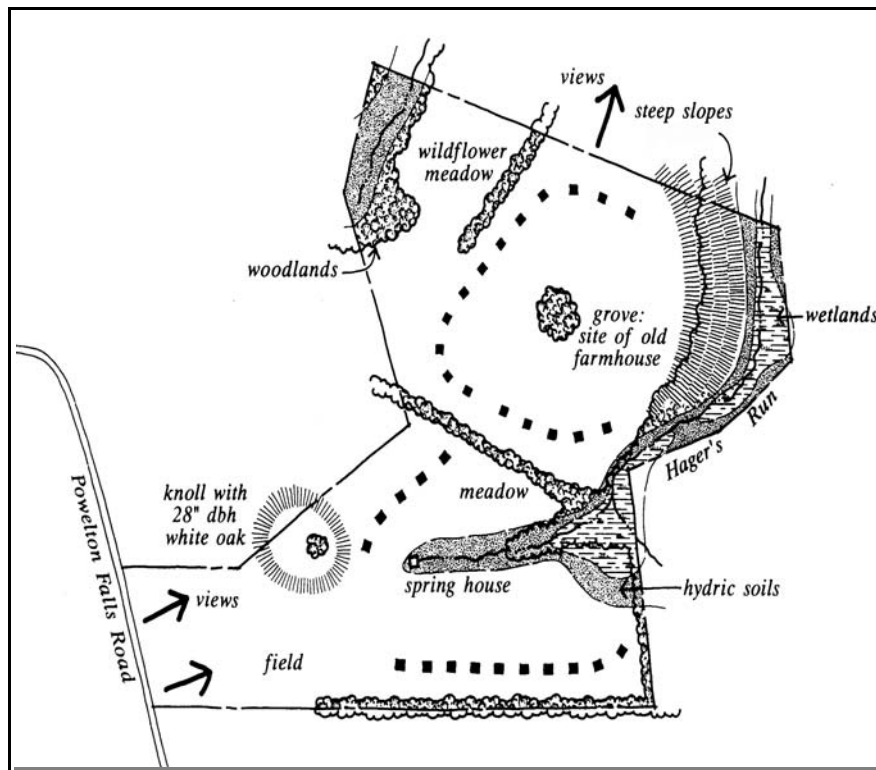 views
steep slopes
wildflower
meadow
woodlands
grove:
site of old
farmhouse
wetlands
Hager's Run
knoll with
28" dbh
white oak
meadow
spring house
hydric soils
views
field
Powelton Falls Road